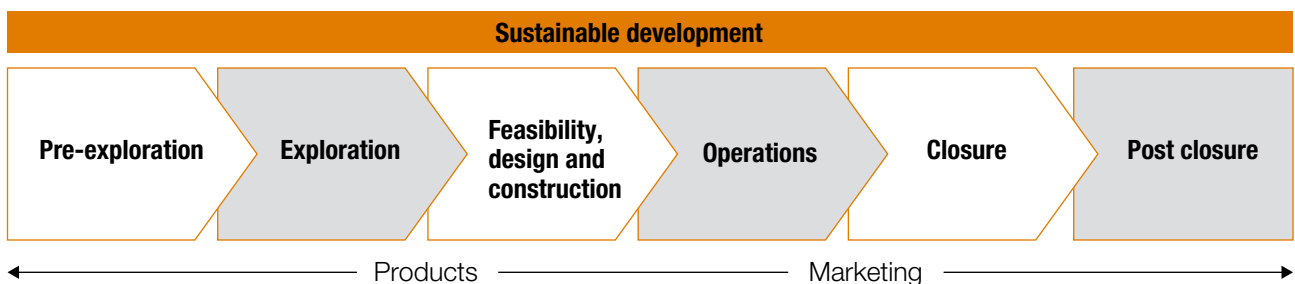 Sustainable development
Pre-exploration
Exploration
Feasibility,
design and
construction
Operations
Closure
Post closure
Products
Marketing